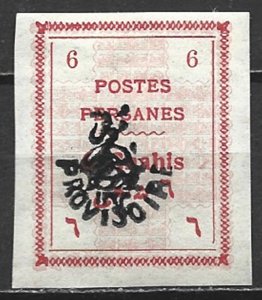 6 6
POSTES
PERSANES
PROVISOIRE
٦ ٦